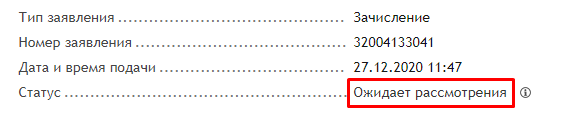 Тип заявления ........................................ Зачисление
Номер заявления ........................................ 32004133041
Дата и время подачи ........................................ 27.12.2020 11:47
Статус ........................................ Ожидает рассмотрения